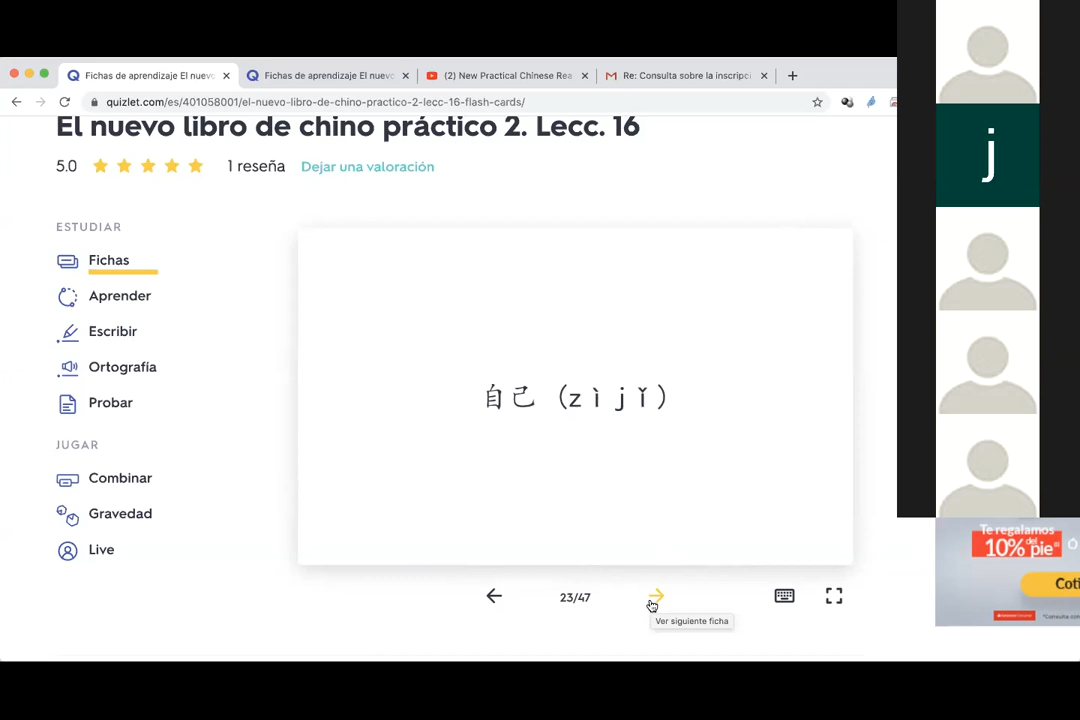 Fichas de aprendizaje El nuevo
Fichas de aprendizaje El nuevo
(2) New Practical Chinese Rea
Re: Consulta sobre la inscripci
quizlet.com/es/401058001/el-nuevo-libro-de-chino-practico-2-lecc-16-flash-cards/
El nuevo libro de chino práctico 2. Lecc. 16
5.0
1 reseña
Dejar una valoración
ESTUDIAR
Fichas
Aprender
Escribir
Ortografía
Probar
JUGAR
Combinar
Gravedad
Live
自己（zìjǐ）
23/47
Ver siguiente ficha
j
Te regalamos
10% del pie
Coti